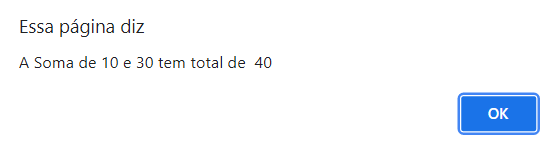 Essa página diz
A Soma de 10 e 30 tem total de  40
OK